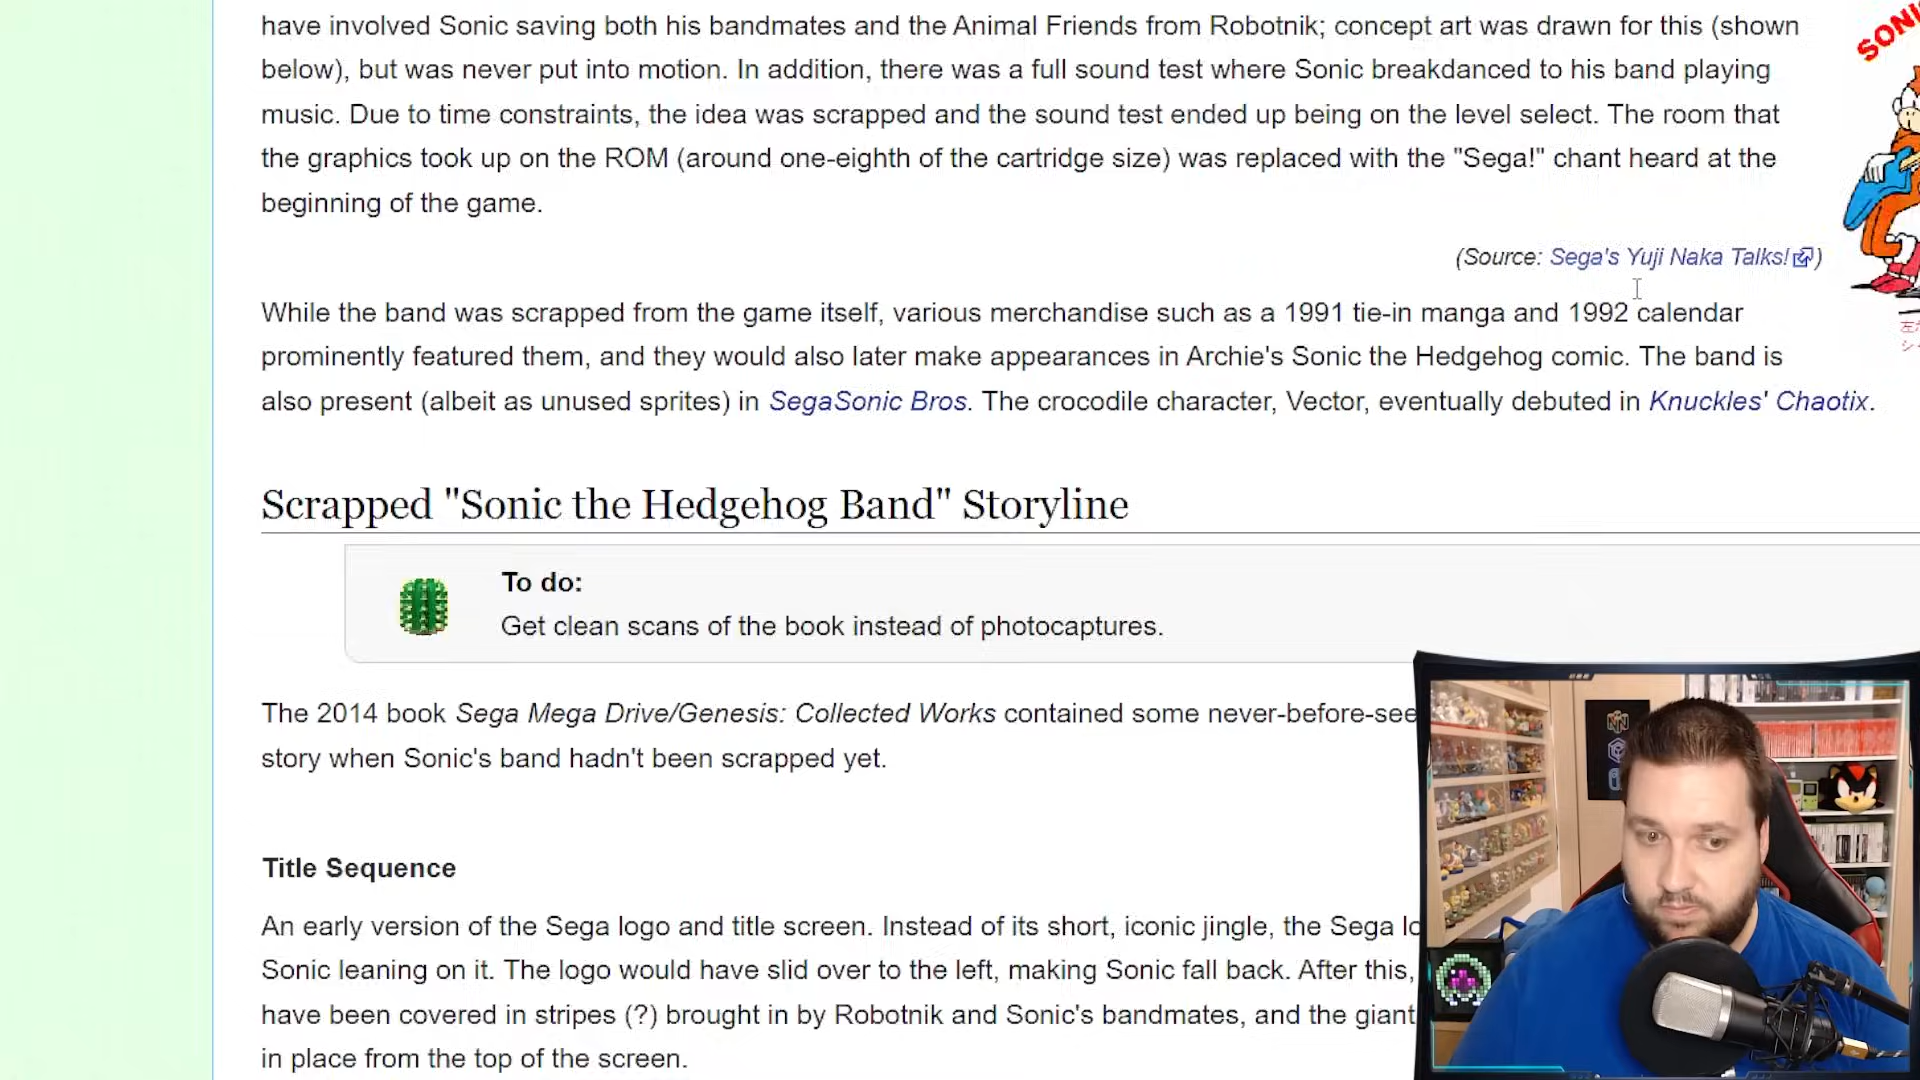 have involved Sonic saving both his bandmates and the Animal Friends from Robotnik; concept art was drawn for this (shown
below), but was never put into motion. In addition, there was a full sound test where Sonic breakdanced to his band playing
music. Due to time constraints, the idea was scrapped and the sound test ended up being on the level select. The room that
the graphics took up on the ROM (around one-eighth of the cartridge size) was replaced with the "Sega!" chant heard at the
beginning of the game.
SONIC
(Source: Sega's Yuji Naka Talks!)
While the band was scrapped from the game itself, various merchandise such as a 1991 tie-in manga and 1992 calendar
prominently featured them, and they would also later make appearances in Archie's Sonic the Hedgehog comic. The band is
also present (albeit as unused sprites) in SegaSonic Bros. The crocodile character, Vector, eventually debuted in Knuckles' Chaotix.
Scrapped "Sonic the Hedgehog Band" Storyline
To do:
Get clean scans of the book instead of photocaptures.
The 2014 book Sega Mega Drive/Genesis: Collected Works contained some never-before-see
story when Sonic's band hadn't been scrapped yet.
Title Sequence
An early version of the Sega logo and title screen. Instead of its short, iconic jingle, the Sega lo
Sonic leaning on it. The logo would have slid over to the left, making Sonic fall back. After this,
have been covered in stripes (?) brought in by Robotnik and Sonic's bandmates, and the giant
in place from the top of the screen.